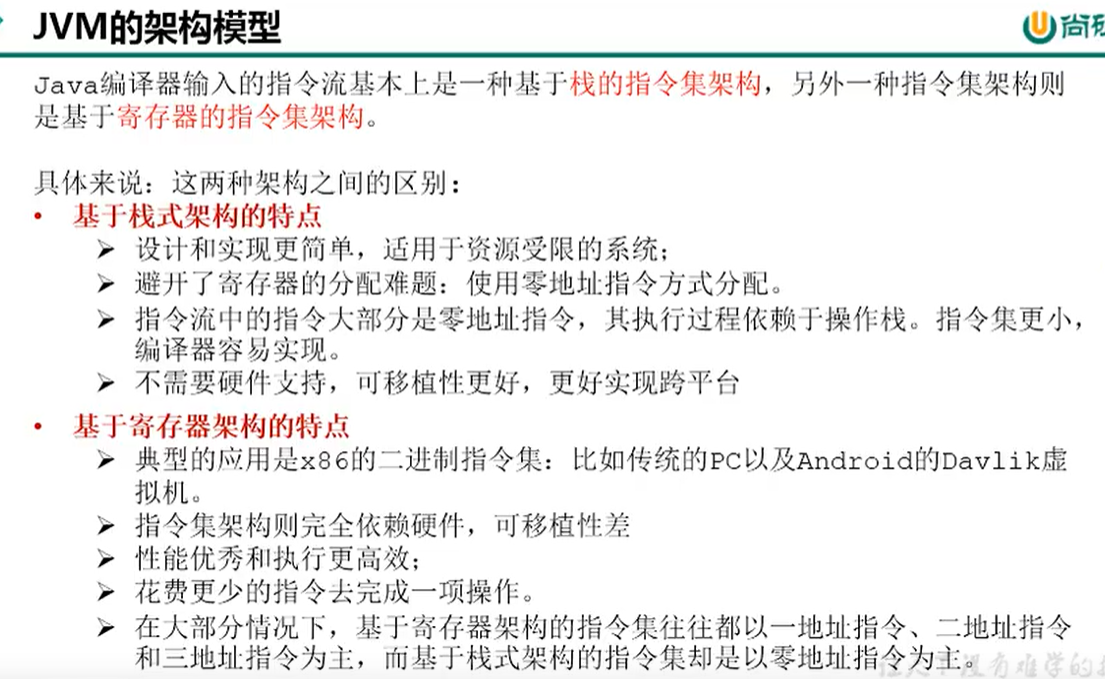 JVM的架构模型
尚硅
Java编译器输入的指令流基本上是一种基于栈的指令集架构，另外一种指令集架构则
是基于寄存器的指令集架构。
具体来说：这两种架构之间的区别：
• 基于栈式架构的特点
➢ 设计和实现更简单，适用于资源受限的系统；
➢ 避开了寄存器的分配难题：使用零地址指令方式分配。
➢ 指令流中的指令大部分是零地址指令，其执行过程依赖于操作栈。指令集更小，
编译器容易实现。
➢ 不需要硬件支持，可移植性更好，更好实现跨平台
• 基于寄存器架构的特点
➢ 典型的应用是x86的二进制指令集：比如传统的PC以及Android的Davlik虚
拟机。
➢ 指令集架构则完全依赖硬件，可移植性差
➢ 性能优秀和执行更高效；
➢ 花费更少的指令去完成一项操作。
➢ 在大部分情况下，基于寄存器架构的指令集往往都以一地址指令、二地址指令
和三地址指令为主，而基于栈式架构的指令集却是以零地址指令为主。
没有难学的